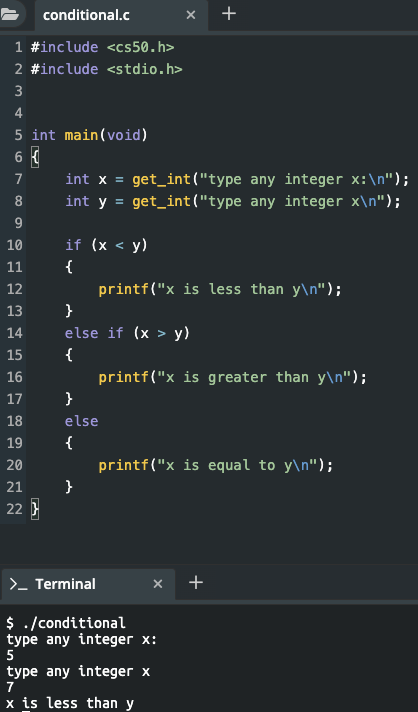 conditional.c × +
1 #include <cs50.h>
2 #include <stdio.h>
3
4
5 int main(void)
6 {
7 int x = get_int("type any integer x:\n");
8 int y = get_int("type any integer x\n");
9
10 if (x < y)
11 {
12 printf("x is less than y\n");
13 }
14 else if (x > y)
15 {
16 printf("x is greater than y\n");
17 }
18 else
19 {
20 printf("x is equal to y\n");
21 }
22 }
>_ Terminal × +
$ ./conditional
type any integer x:
5
type any integer x
7
x is less than y